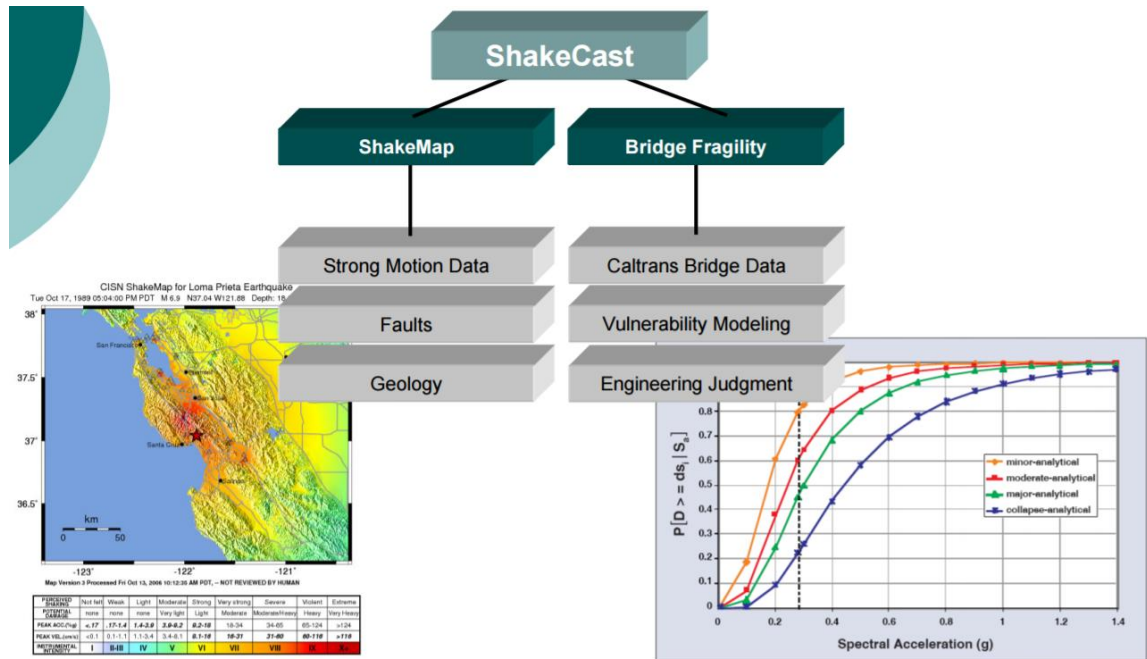 ShakeCast
ShakeMap
Bridge Fragility
Strong Motion Data
Faults
Geology
Caltrans Bridge Data
Vulnerability Modeling
Engineering Judgment
CISN ShakeMap for Loma Prieta Earthquake
Tue Oct 17, 1989 05:04:00 PM PDT M 6.9 N37.04 W121.88 Depth: 18.
38˚
37.5˚
37˚
36.5˚
San Francis
Santa Cruz
Salinas
km
0 50
-123˚ -122˚ -121˚
Map Version 3 Processed Fri Oct 13, 2006 10:12:35 AM PDT, -- NOT REVIEWED BY HUMAN
PERCEIVED SHAKING Not felt Weak Light Moderate Strong Very strong Severe Violent Extreme
POTENTIAL DAMAGE none none none Very light Light Moderate Moderate/Heavy Heavy Very Heavy
PEAK ACC.(%g) <.17 .17-1.4 1.4-3.9 3.9-9.2 9.2-18 18-34 34-65 65-124 >124
PEAK VEL.(cm/s) <0.1 0.1-1.1 1.1-3.4 3.4-8.1 8.1-16 16-31 31-60 60-116 >116
INSTRUMENTAL INTENSITY I II-III IV V VI VII VIII IX X+
P[D > = ds | S ]
0.8
0.7
0.6
0.5
0.4
0.3
0.2
0.1
0
minor-analytical
moderate-analytical
major-analytical
collapse-analytical
0 0.2 0.4 0.6 0.8 1 1.2 1.4
Spectral Acceleration (g)